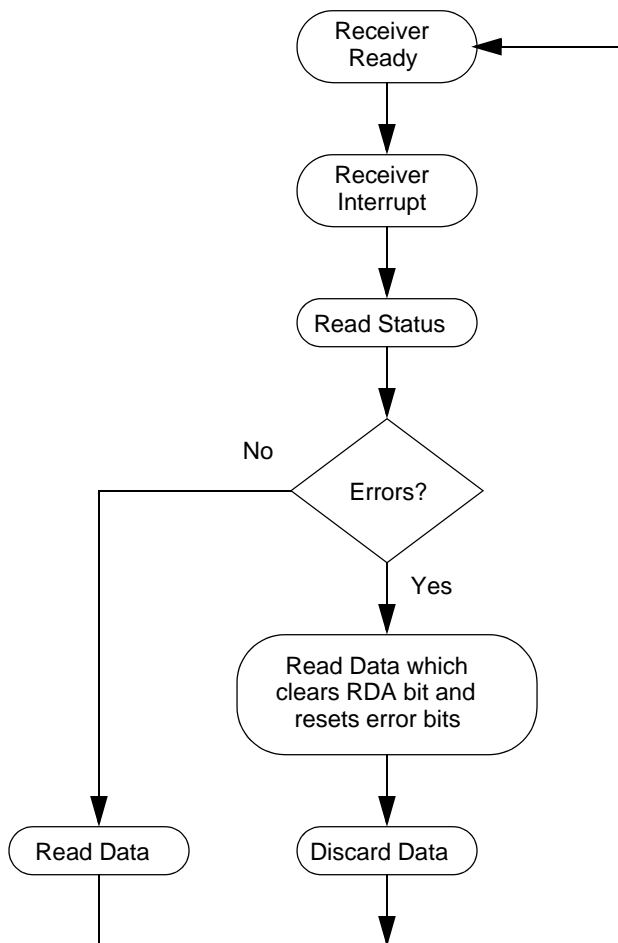 Receiver
Ready
Receiver
Interrupt
Read Status
No
Errors?
Yes
Read Data which
clears RDA bit and
resets error bits
Read Data
Discard Data